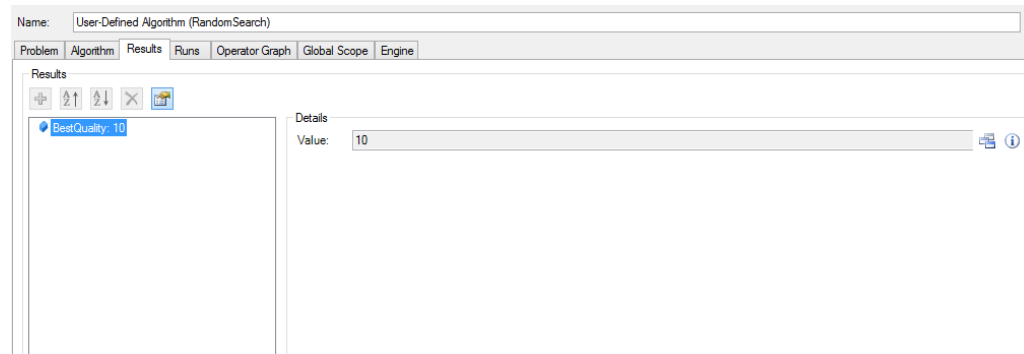 Name: User-Defined Algorithm (RandomSearch)
Problem Algorithm Results Runs Operator Graph Global Scope Engine
Results
BestQuality: 10
Details
Value: 10